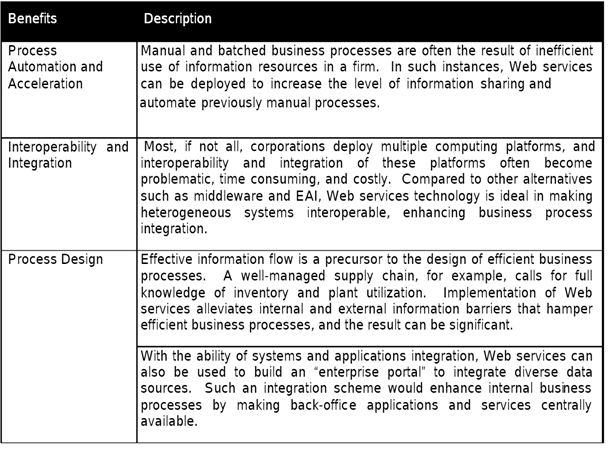 Benefits Description
Process Automation and Acceleration
Manual and batched business processes are often the result of inefficient
use of information resources in a firm. In such instances, Web services
can be deployed to increase the level of information sharing and
automate previously manual processes.
Interoperability and Integration
Most, if not all, corporations deploy multiple computing platforms, and
interoperability and integration of these platforms often become
problematic, time consuming, and costly. Compared to other alternatives
such as middleware and EAI, Web services technology is ideal in making
heterogeneous systems interoperable, enhancing business process
integration.
Process Design
Effective information flow is a precursor to the design of efficient business
processes. A well-managed supply chain, for example, calls for full
knowledge of inventory and plant utilization. Implementation of Web
services alleviates internal and external information barriers that hamper
efficient business processes, and the result can be significant.
With the ability of systems and applications integration, Web services can
also be used to build an “enterprise portal” to integrate diverse data
sources. Such an integration scheme would enhance internal business
processes by making back-office applications and services centrally
available.